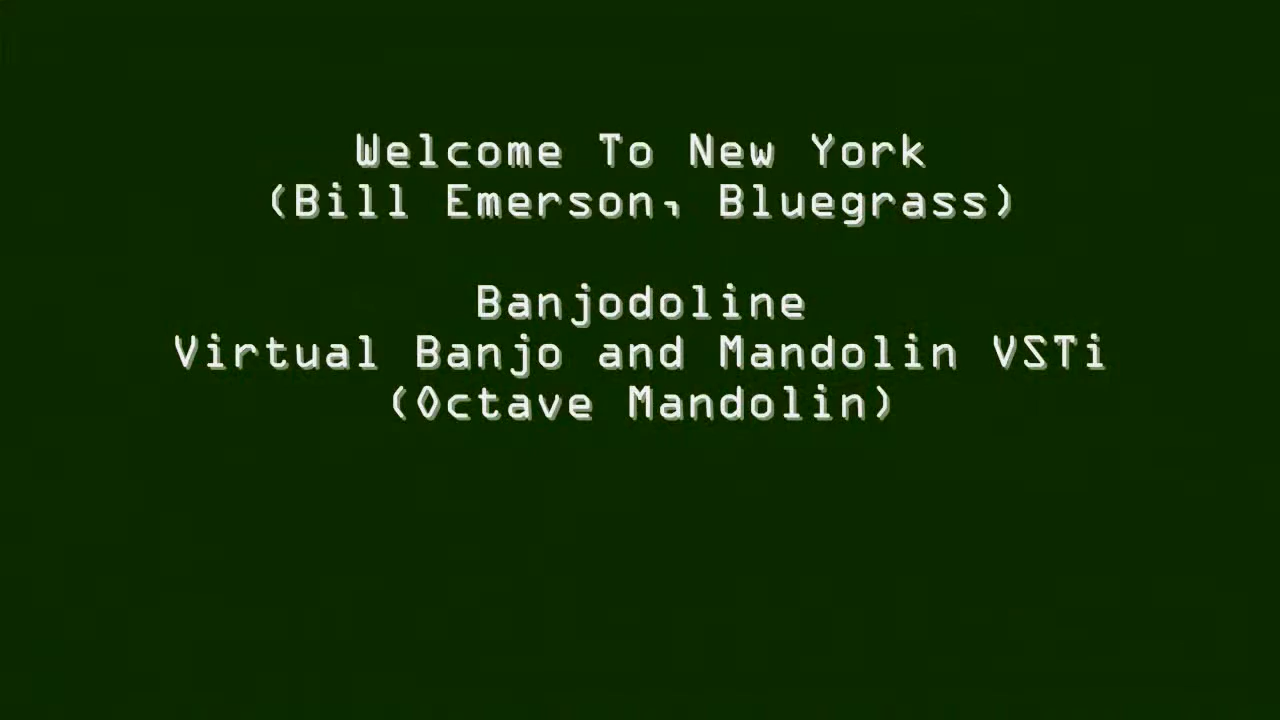 Welcome To New York
(Bill Emerson, Bluegrass)
Banjodoline
Virtual Banjo and Mandolin VSTi
(Octave Mandolin)